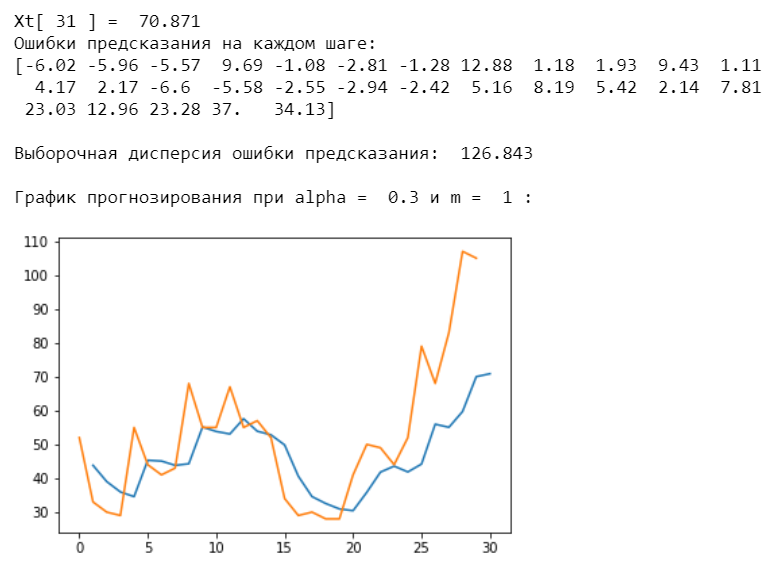 Xt[ 31 ] =  70.871
Ошибки предсказания на каждом шаге:
[-6.02 -5.96 -5.57  9.69 -1.08 -2.81 -1.28 12.88  1.18  1.93  9.43  1.11
  4.17  2.17 -6.6  -5.58 -2.55 -2.94 -2.42  5.16  8.19  5.42  2.14  7.81
 23.03 12.96 23.28 37.   34.13]
Выборочная дисперсия ошибки предсказания:  126.843
График прогнозирования при alpha =  0.3 и m =  1 :
110
100
90
80
70
60
50
40
30
0 5 10 15 20 25 30